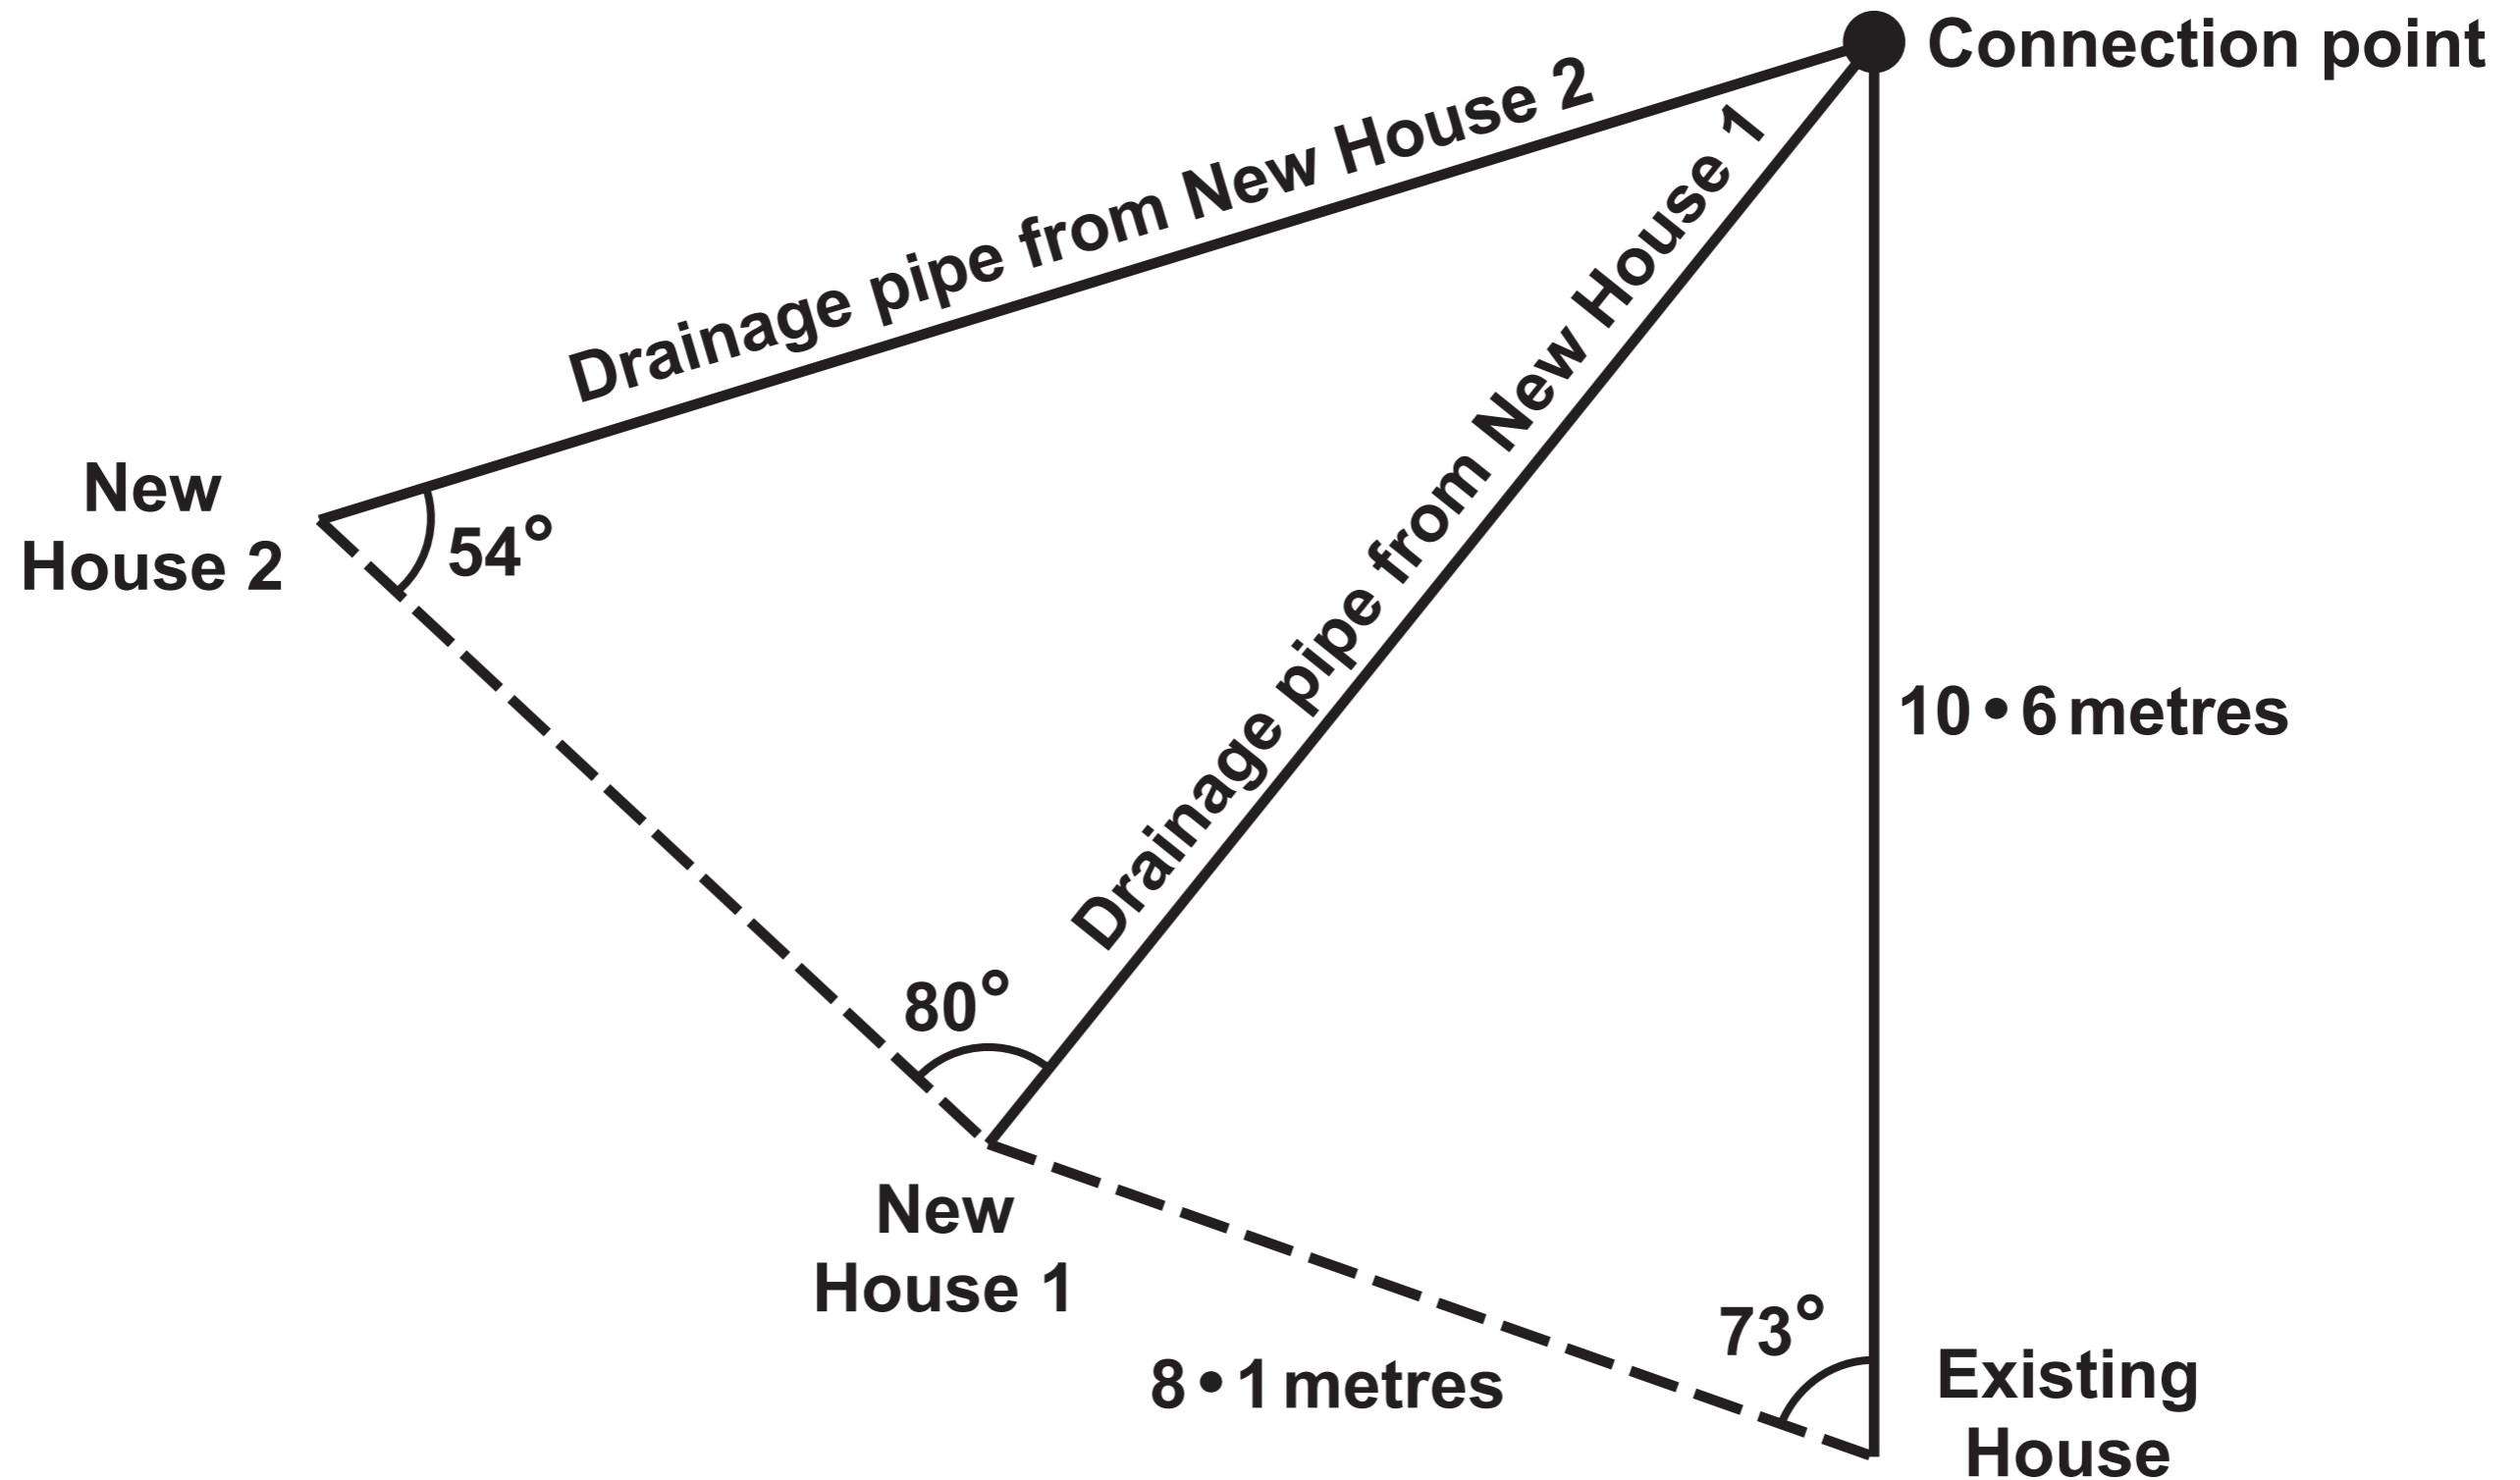 Connection point
Drainage pipe from New House 2
Drainage pipe from New House 1
New
House 2
54°
10•6 metres
80°
New
House 1
73°
8•1 metres
Existing
House